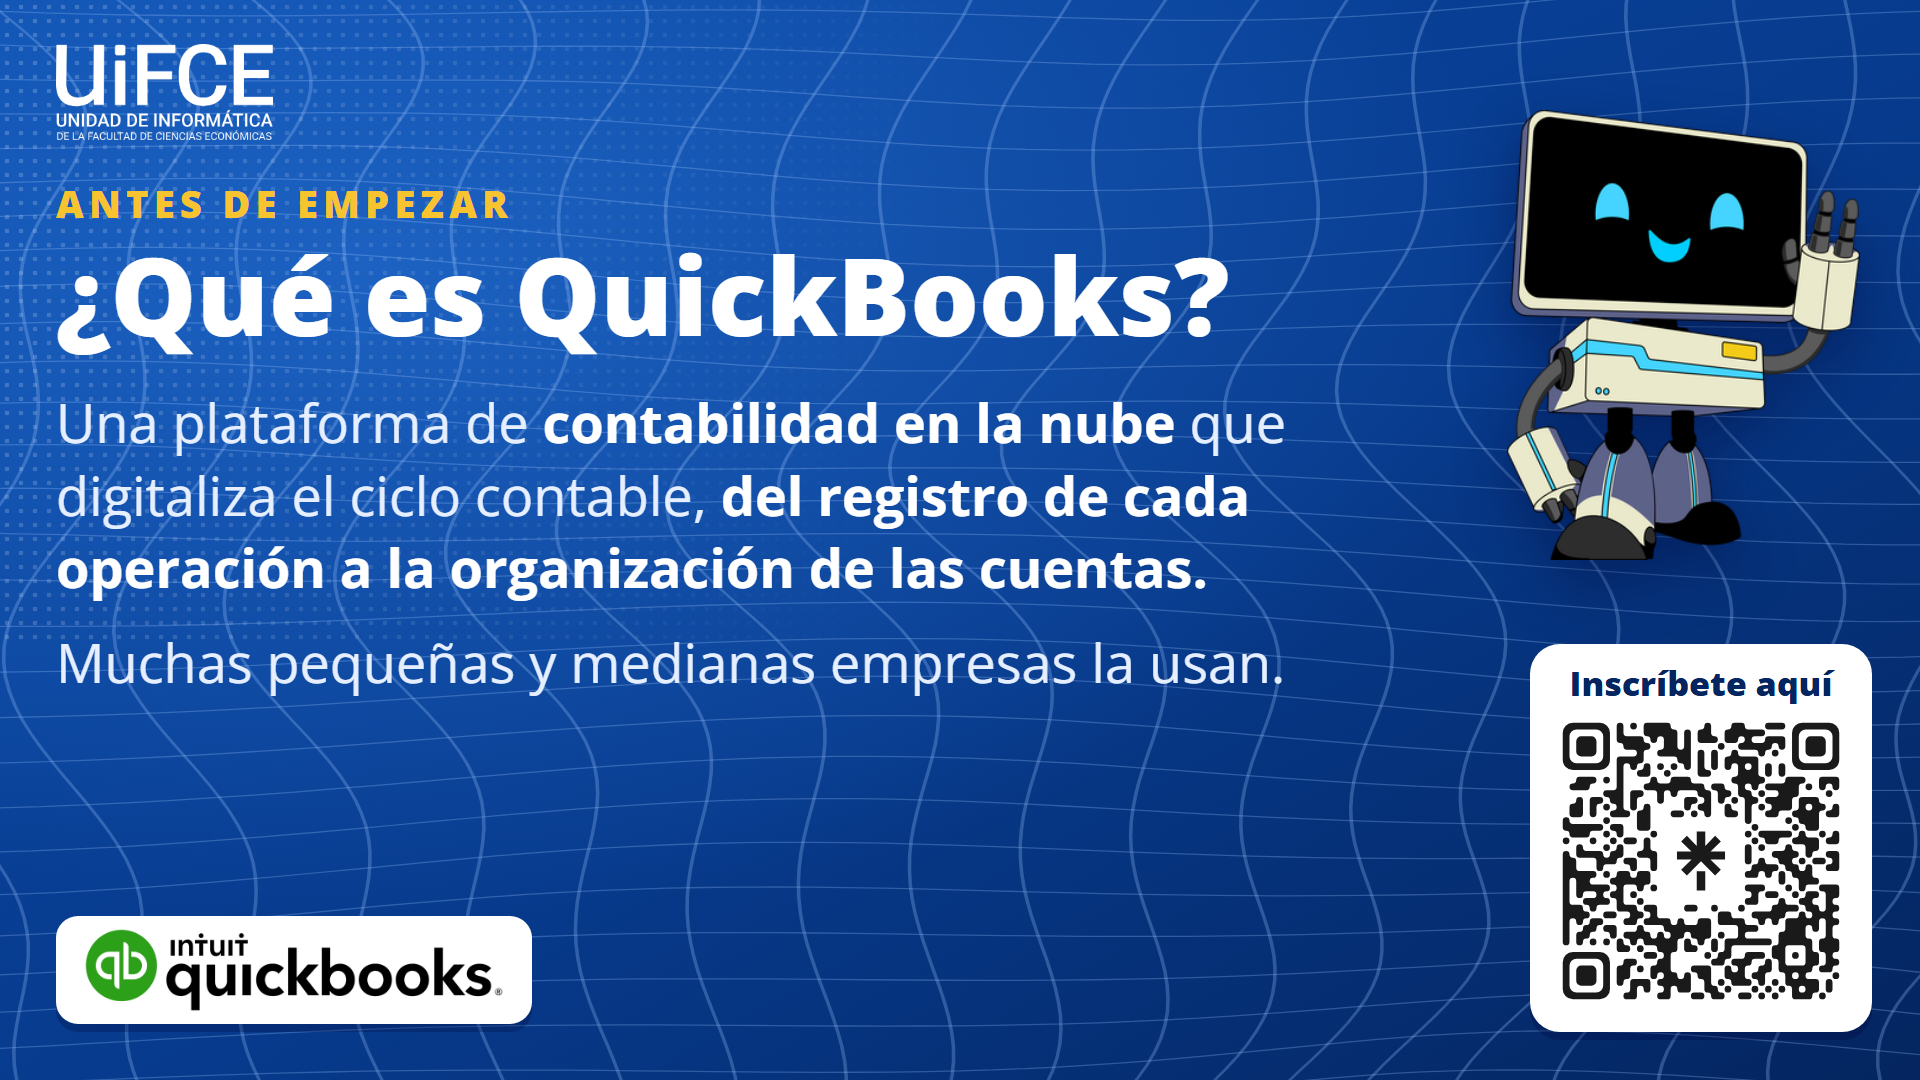 UiFCE
UNIDAD DE INFORMÁTICA
DE LA FACULTAD DE CIENCIAS ECONÓMICAS
ANTES DE EMPEZAR
¿Qué es QuickBooks?
Una plataforma de contabilidad en la nube que
digitaliza el ciclo contable, del registro de cada
operación a la organización de las cuentas.
Muchas pequeñas y medianas empresas la usan.
Inscríbete aquí
qb
ıntuıt
quickbooks®